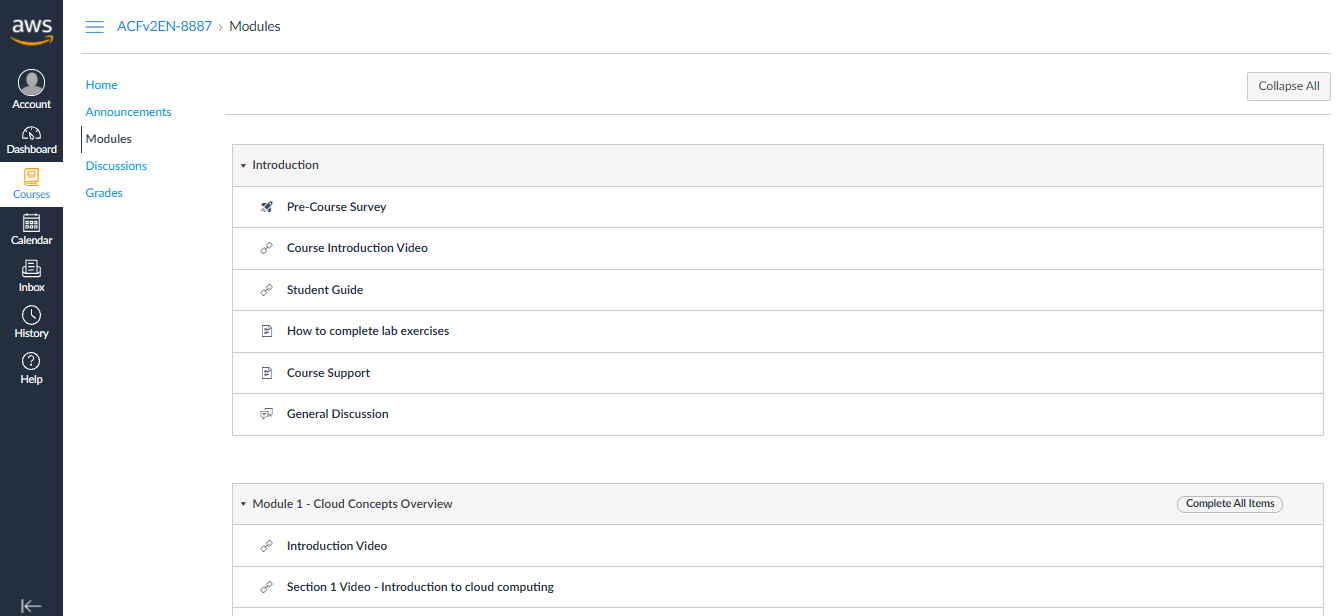 aws
Account
Dashboard
Courses
Calendar
Inbox
History
Help
ACFv2EN-8887 › Modules
Home
Announcements
Modules
Discussions
Grades
Collapse All
Introduction
Pre-Course Survey
Course Introduction Video
Student Guide
How to complete lab exercises
Course Support
General Discussion
Module 1 - Cloud Concepts Overview
Complete All Items
Introduction Video
Section 1 Video - Introduction to cloud computing